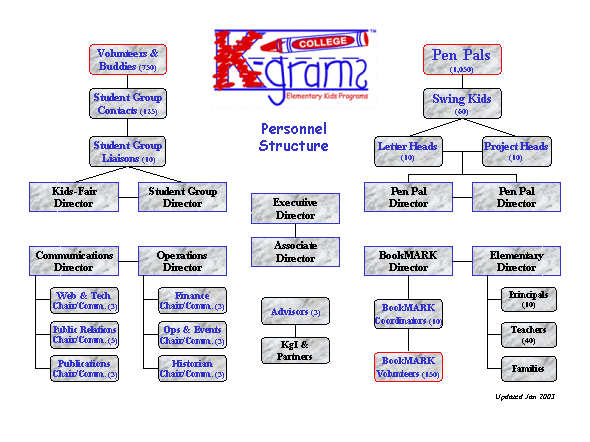 COLLEGE
K-grams
™
Elementary Kids Programs
Personnel
Structure
Volunteers &
Buddies (750)
Student Group
Contacts (125)
Student Group
Liaisons (10)
Kids-Fair
Director
Student Group
Director
Pen Pals
(1,050)
Swing Kids
(60)
Letter Heads
(10)
Project Heads
(10)
Pen Pal
Director
Pen Pal
Director
Executive
Director
Associate
Director
Advisors (3)
KgI &
Partners
Communications
Director
Operations
Director
Web & Tech
Chair/Comm..(3)
Public Relations
Chair/Comm..(5)
Publications
Chair/Comm..(3)
Finance
Chair/Comm..(3)
Ops & Events
Chair/Comm..(3)
Historian
Chair/Comm..(3)
BookMARK
Director
Elementary
Director
BookMARK
Coordinators (10)
BookMARK
Volunteers (150)
Principals
(10)
Teachers
(40)
Families
Updated Jan 2003